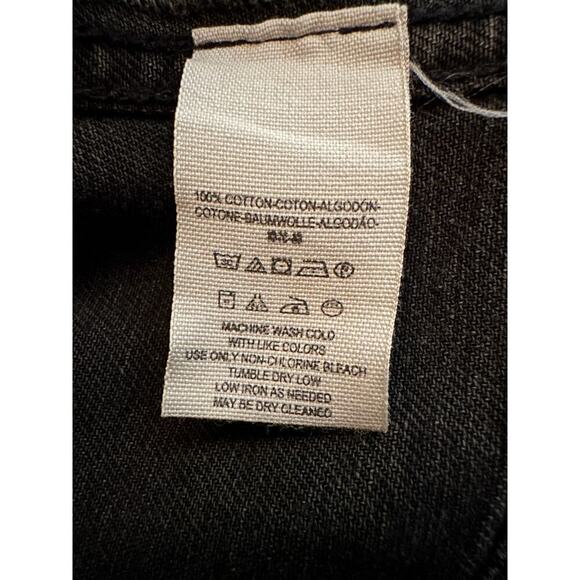 100% COTTON-COTON-ALGODON-
COTONE-BAUMWOLLE-ALGODÃO-
MACHINE WASH COLD
WITH LIKE COLORS
USE ONLY NON-CHLORINE BLEACH
TUMBLE DRY LOW
LOW IRON AS NEEDED
MAY BE DRY CLEANED